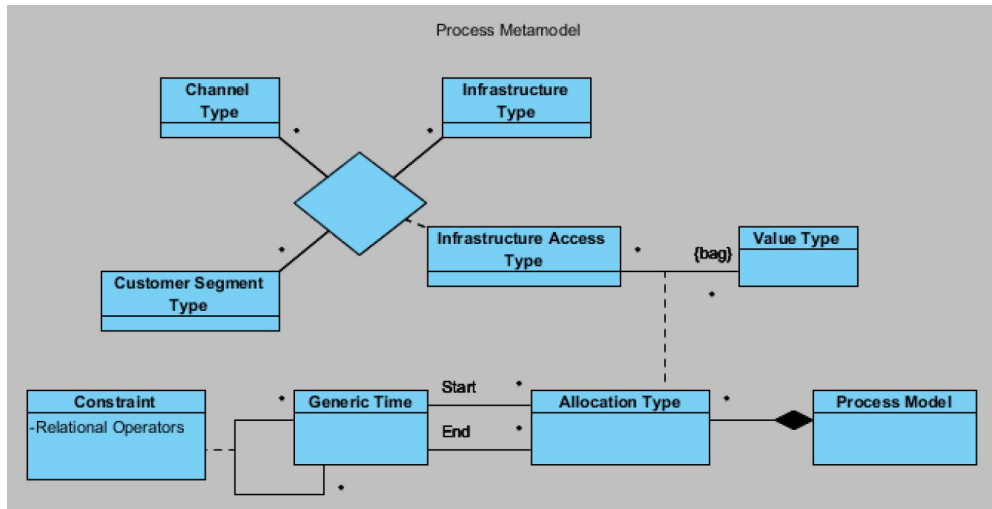 Process Metamodel
Channel
Type
Infrastructure
Type
*
*
*
Infrastructure Access
Type
*
{bag}
*
Value Type
Customer Segment
Type
Constraint
-Relational Operators
*
Generic Time
*
Start
*
End
*
Allocation Type
*
Process Model